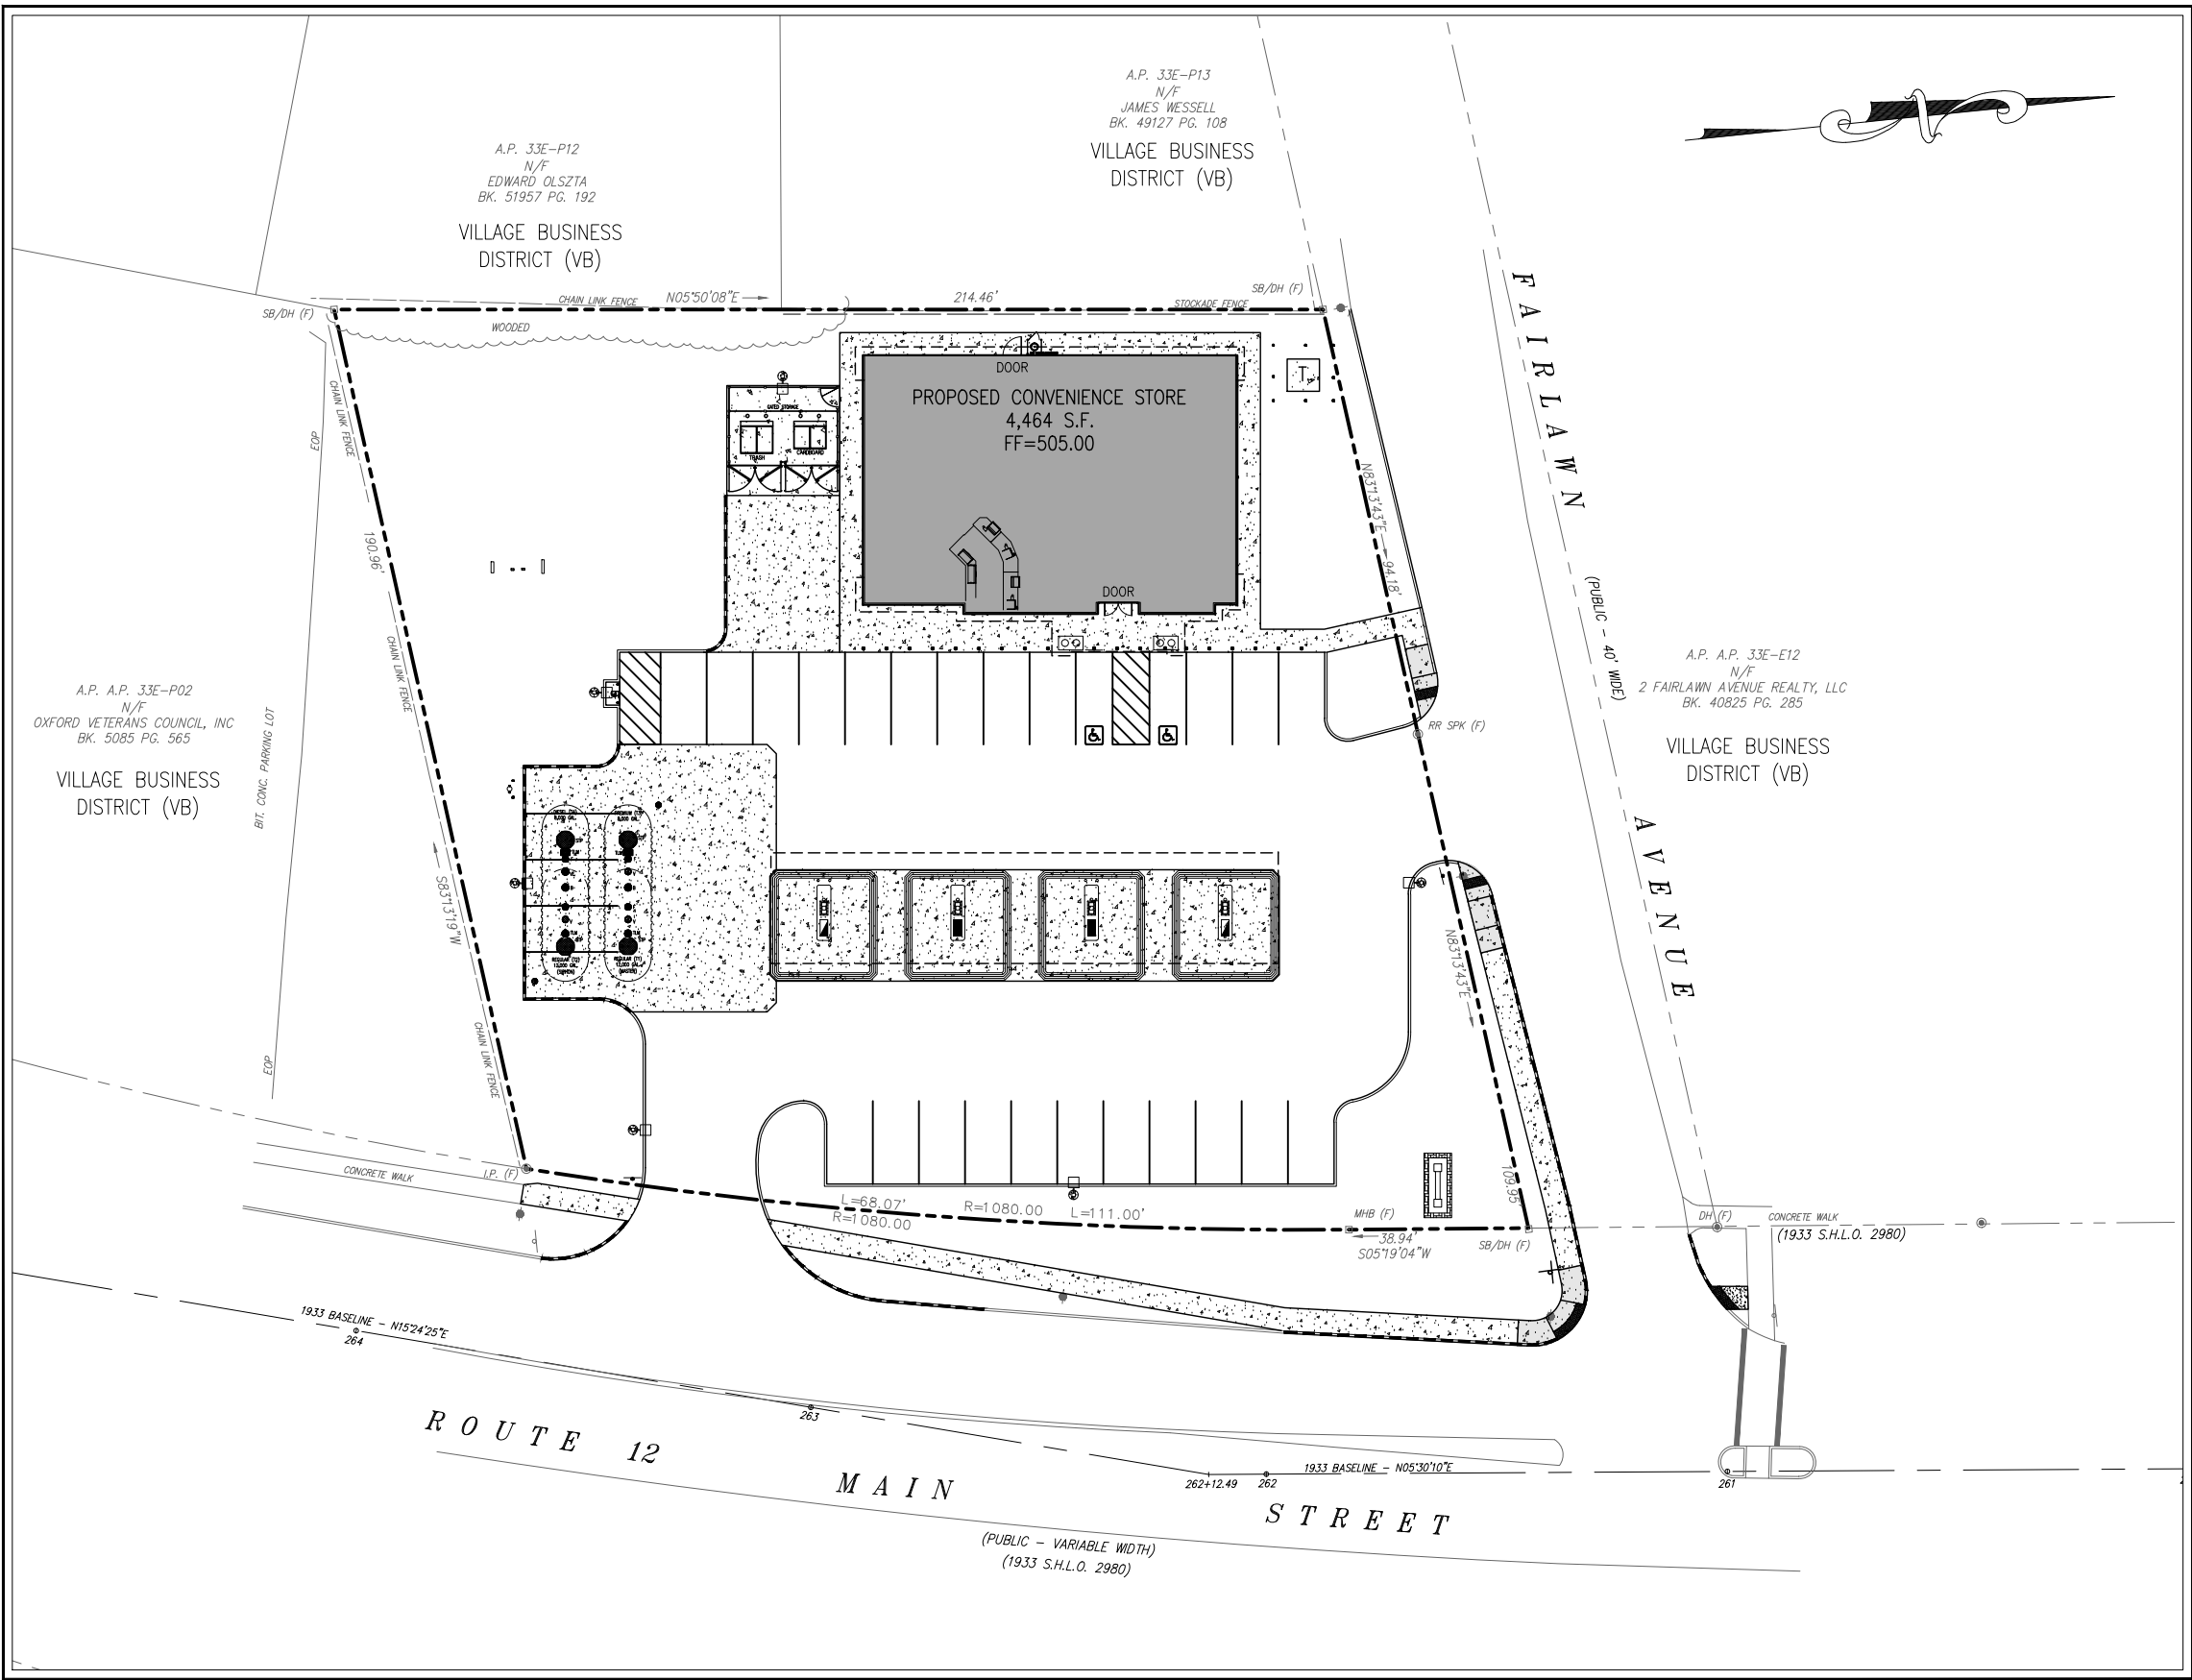 A.P. 33E-P13
N/F
JAMES WESSELL
BK. 49127 PG. 108
VILLAGE BUSINESS
DISTRICT (VB)
N
A.P. 33E-P12
N/F
EDWARD OLSZTA
BK. 51957 PG. 192
VILLAGE BUSINESS
DISTRICT (VB)
SB/DH (F)
CHAIN LINK FENCE
N05°50'08"E
214.46'
STOCKADE FENCE
SB/DH (F)
WOODED
DOOR
PROPOSED CONVENIENCE STORE
4,464 S.F.
FF=505.00
DOOR
T
GATED STORAGE
TRASH
CARDBOARD
CHAIN LINK FENCE
EOP
190.96'
CHAIN LINK FENCE
S83°13'19"W
CHAIN LINK FENCE
BIT. CONC. PARKING LOT
EOP
A.P. A.P. 33E-P02
N/F
OXFORD VETERANS COUNCIL, INC
BK. 5085 PG. 565
VILLAGE BUSINESS
DISTRICT (VB)
N83°13'43"E
94.18'
RR SPK (F)
FAIRLAWN AVENUE
(PUBLIC - 40' WIDE)
A.P. A.P. 33E-E12
N/F
2 FAIRLAWN AVENUE REALTY, LLC
BK. 40825 PG. 285
VILLAGE BUSINESS
DISTRICT (VB)
N83°13'43"E
109.95'
REGULAR (T2)
REGULAR (T1)
I.P. (F)
CONCRETE WALK
L=68.07'
R=1080.00
R=1080.00
L=111.00'
MHB (F)
38.94'
S05°19'04"W
SB/DH (F)
DH (F)
CONCRETE WALK
(1933 S.H.L.O. 2980)
1933 BASELINE - N15°24'25"E
264
263
262+12.49
262
1933 BASELINE - N05°30'10"E
261
ROUTE 12
MAIN
STREET
(PUBLIC - VARIABLE WIDTH)
(1933 S.H.L.O. 2980)